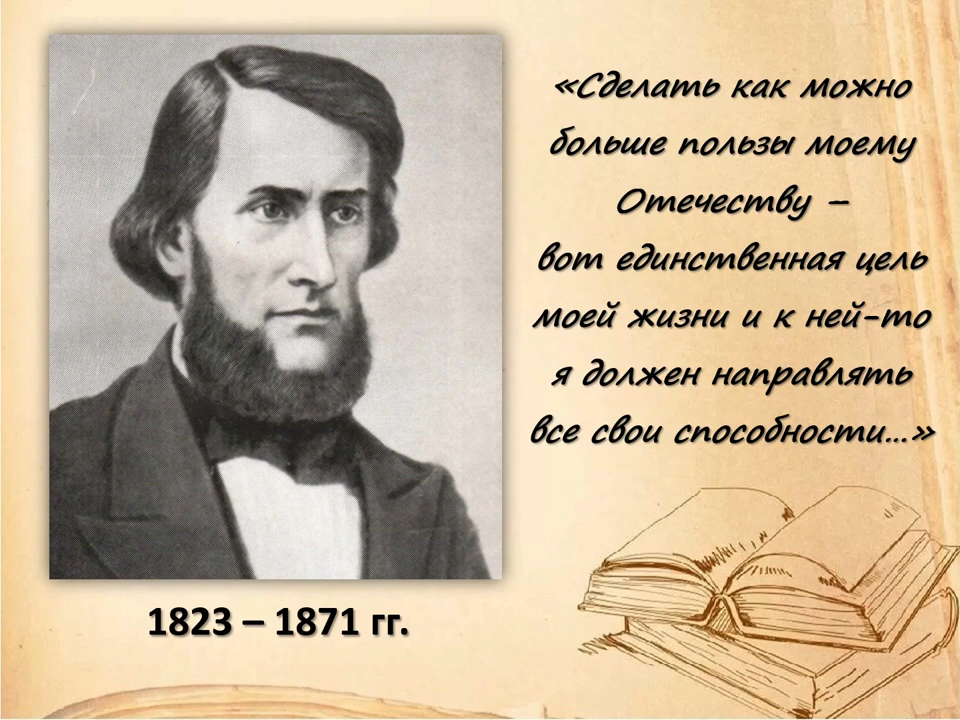 «Сделать как можно
больше пользы моему
Отечеству –
вот единственная цель
моей жизни и к ней-то
я должен направлять
все свои способности…»
1823 – 1871 гг.